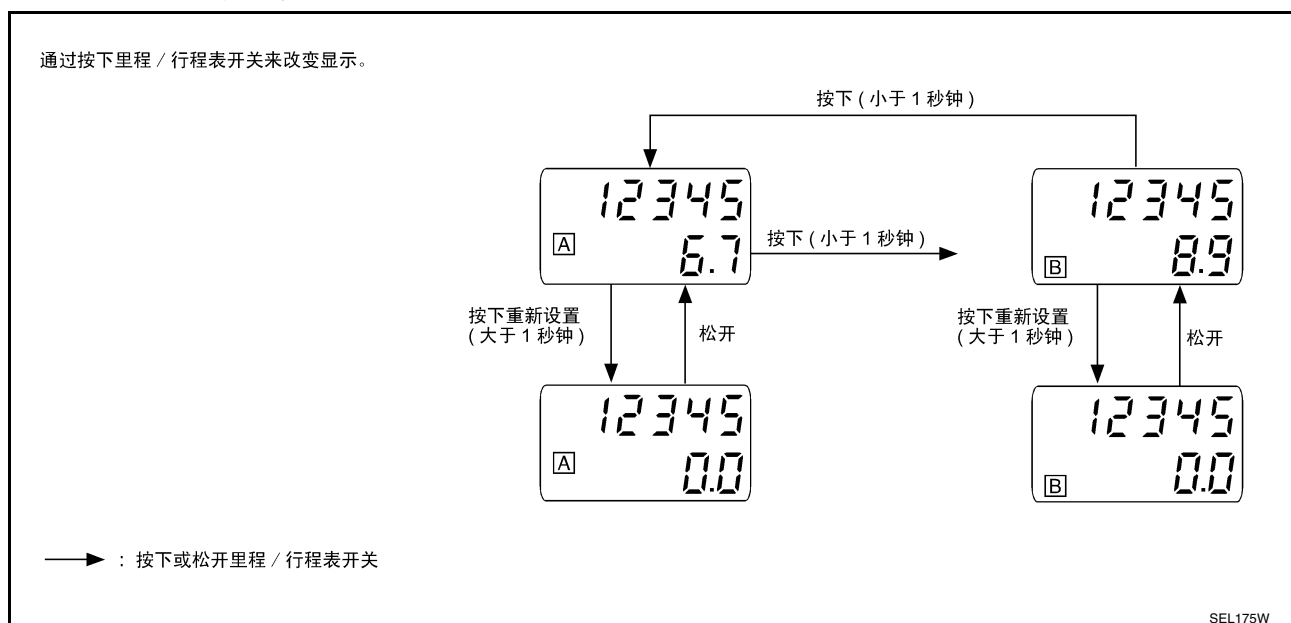 通过按下里程 / 行程表开关来改变显示。
按下 ( 小于 1 秒钟 )
12345
A 6.7
按下 ( 小于 1 秒钟 )
12345
B 8.9
按下重新设置
( 大于 1 秒钟 )
松开
按下重新设置
( 大于 1 秒钟 )
松开
12345
A 0.0
12345
B 0.0
: 按下或松开里程 / 行程表开关
SEL175W